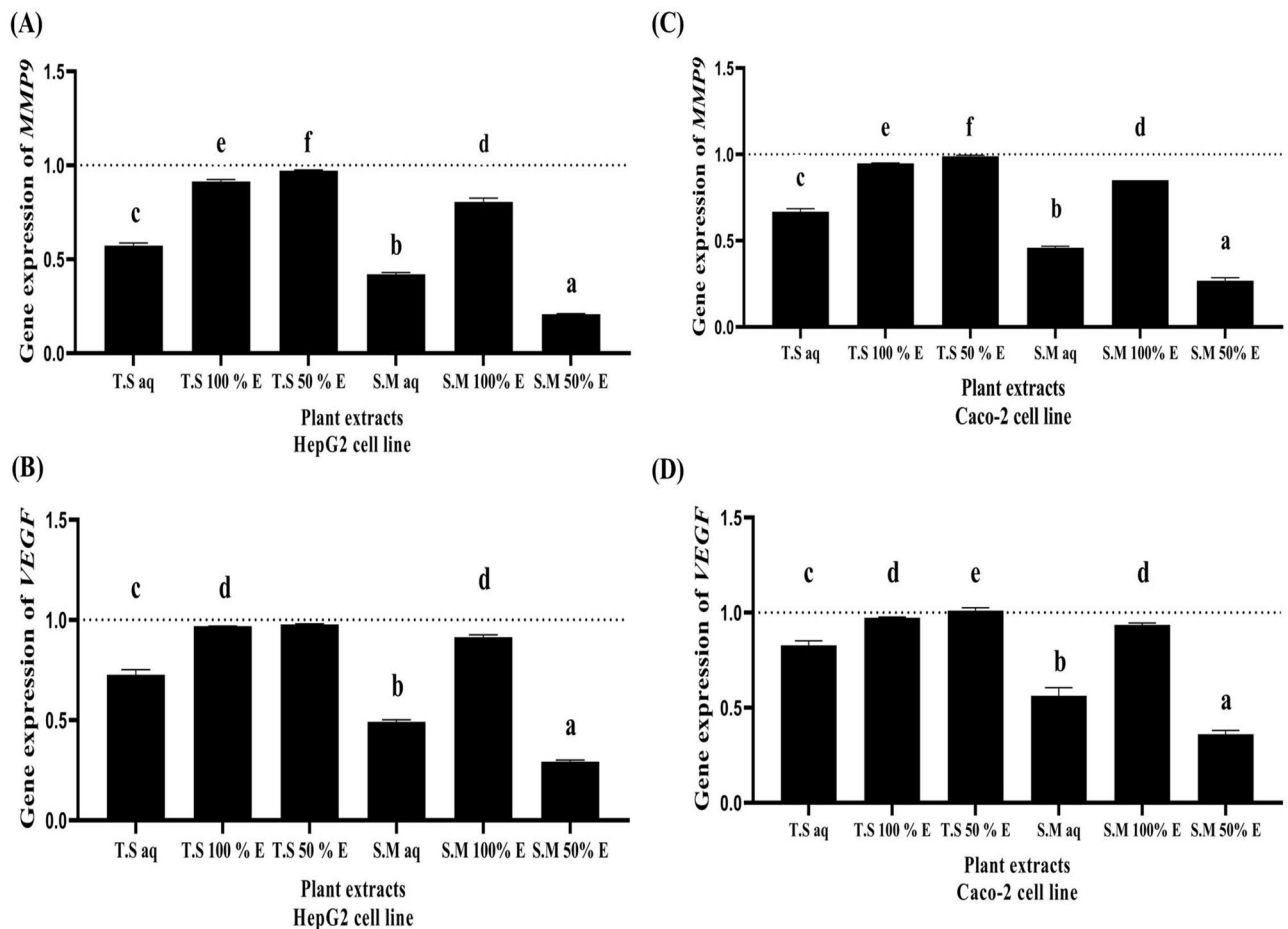 (A)
Gene expression of MMP9
1.5
1.0
0.5
0.0
c
e
f
b
d
a
T.S aq
T.S 100 % E
T.S 50 % E
S.M aq
S.M 100% E
S.M 50% E
Plant extracts
HepG2 cell line
(B)
Gene expression of VEGF
1.5
1.0
0.5
0.0
c
d
b
d
a
T.S aq
T.S 100 % E
T.S 50 % E
S.M aq
S.M 100% E
S.M 50% E
Plant extracts
HepG2 cell line
(C)
Gene expression of MMP9
1.5
1.0
0.5
0.0
c
e
f
b
d
a
T.S aq
T.S 100 % E
T.S 50 % E
S.M aq
S.M 100% E
S.M 50% E
Plant extracts
Caco-2 cell line
(D)
Gene expression of VEGF
1.5
1.0
0.5
0.0
c
d
e
b
d
a
T.S aq
T.S 100 % E
T.S 50 % E
S.M aq
S.M 100% E
S.M 50% E
Plant extracts
Caco-2 cell line